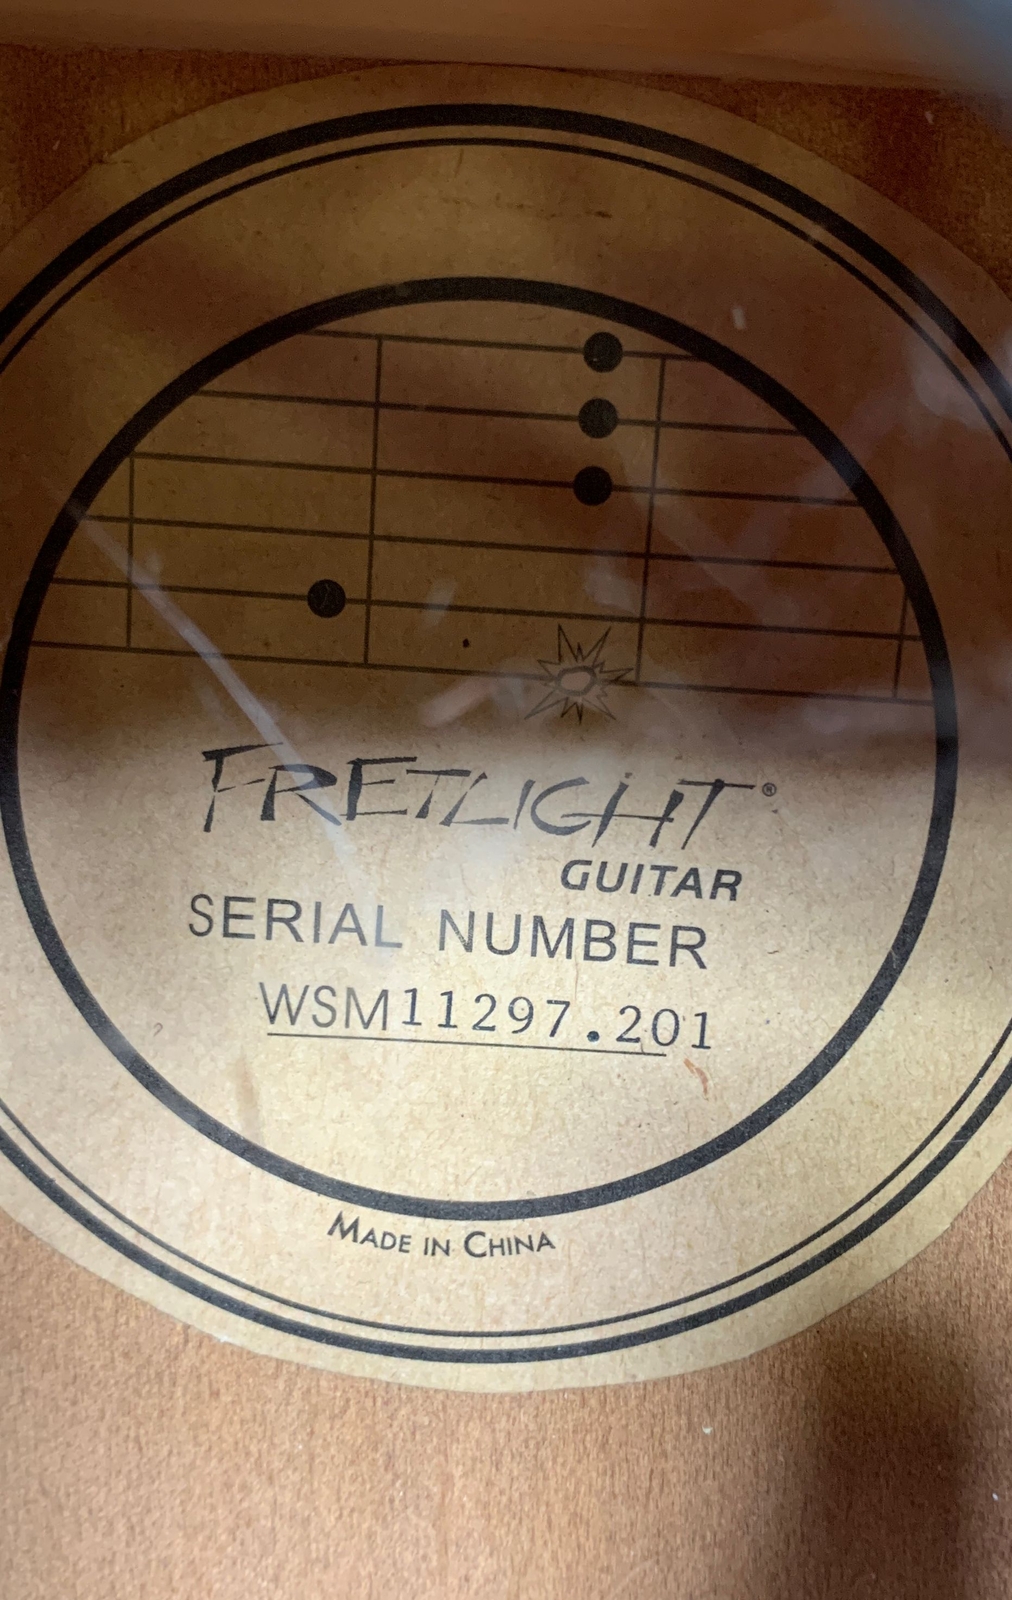 FRETLIGHT®
GUITAR
SERIAL NUMBER
WSM11297.201
MADE IN CHINA